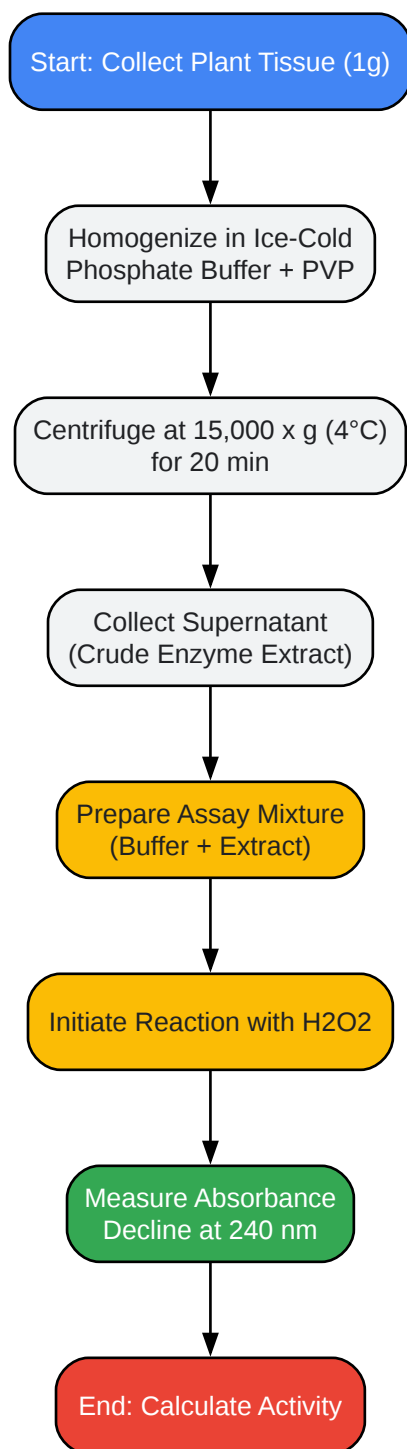 Start: Collect Plant Tissue (1g)
Homogenize in Ice-Cold
Phosphate Buffer + PVP
Centrifuge at 15,000 x g (4°C)
for 20 min
Collect Supernatant
(Crude Enzyme Extract)
Prepare Assay Mixture
(Buffer + Extract)
Initiate Reaction with H2O2
Measure Absorbance
Decline at 240 nm
End: Calculate Activity